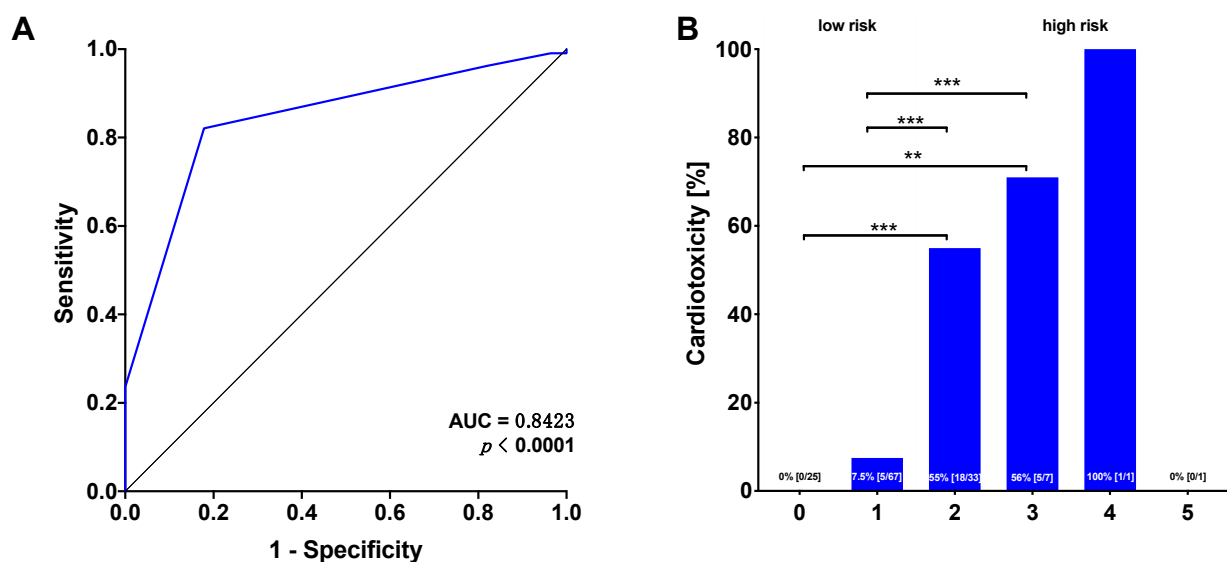 A
1.0
0.8
0.6
0.4
0.2
0.0
Sensitivity
0.0 0.2 0.4 0.6 0.8 1.0
1 - Specificity
AUC = 0.8423
p < 0.0001
B
low risk high risk
100
80
60
40
20
0
Cardiotoxicity [%]
***
***
**
***
0% [0/25] 7.5% [5/67] 55% [18/33] 56% [5/7] 100% [1/1] 0% [0/1]
0 1 2 3 4 5